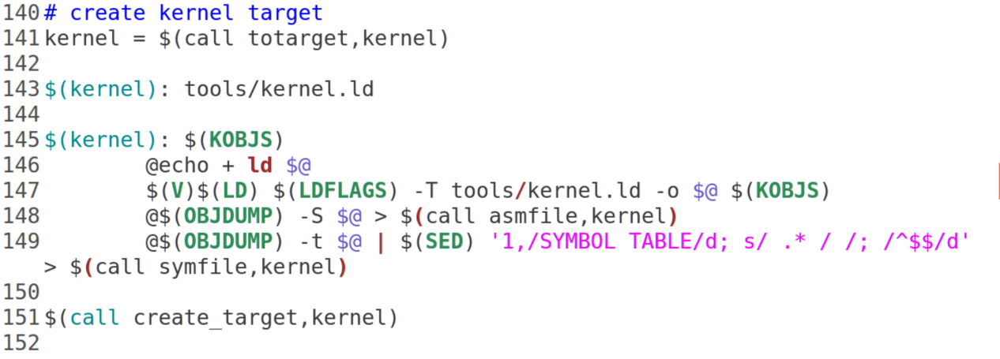 140 # create kernel target
141 kernel = $(call totarget,kernel)
142
143 $(kernel): tools/kernel.ld
144
145 $(kernel): $(KOBJS)
146         @echo + ld $@
147         $(V)$(LD) $(LDFLAGS) -T tools/kernel.ld -o $@ $(KOBJS)
148         @$(OBJDUMP) -S $@ > $(call asmfile,kernel)
149         @$(OBJDUMP) -t $@ | $(SED) '1,/SYMBOL TABLE/d; s/ .* / /; /^$$/d'
> $(call symfile,kernel)
150
151 $(call create_target,kernel)
152